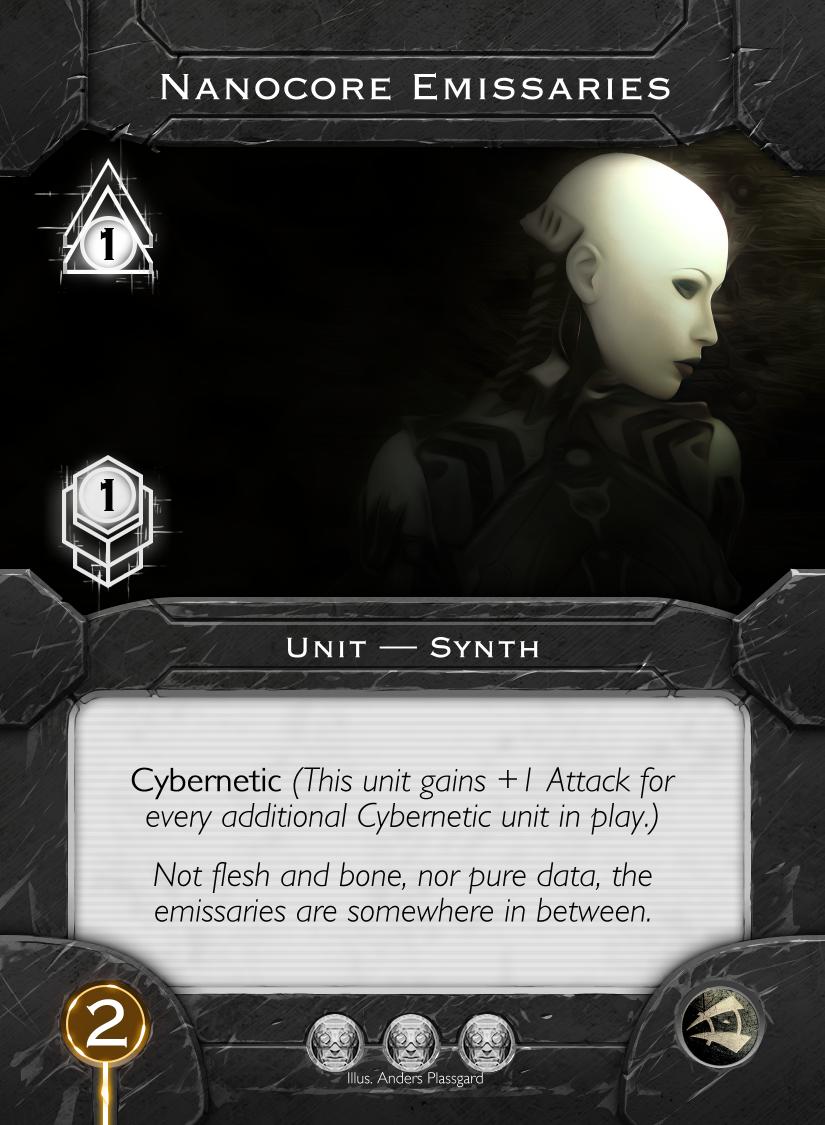 Nanocore Emissaries
1
1
Unit — Synth
Cybernetic (This unit gains +1 Attack for
every additional Cybernetic unit in play.)
Not flesh and bone, nor pure data, the
emissaries are somewhere in between.
2
Illus. Anders Plassgard